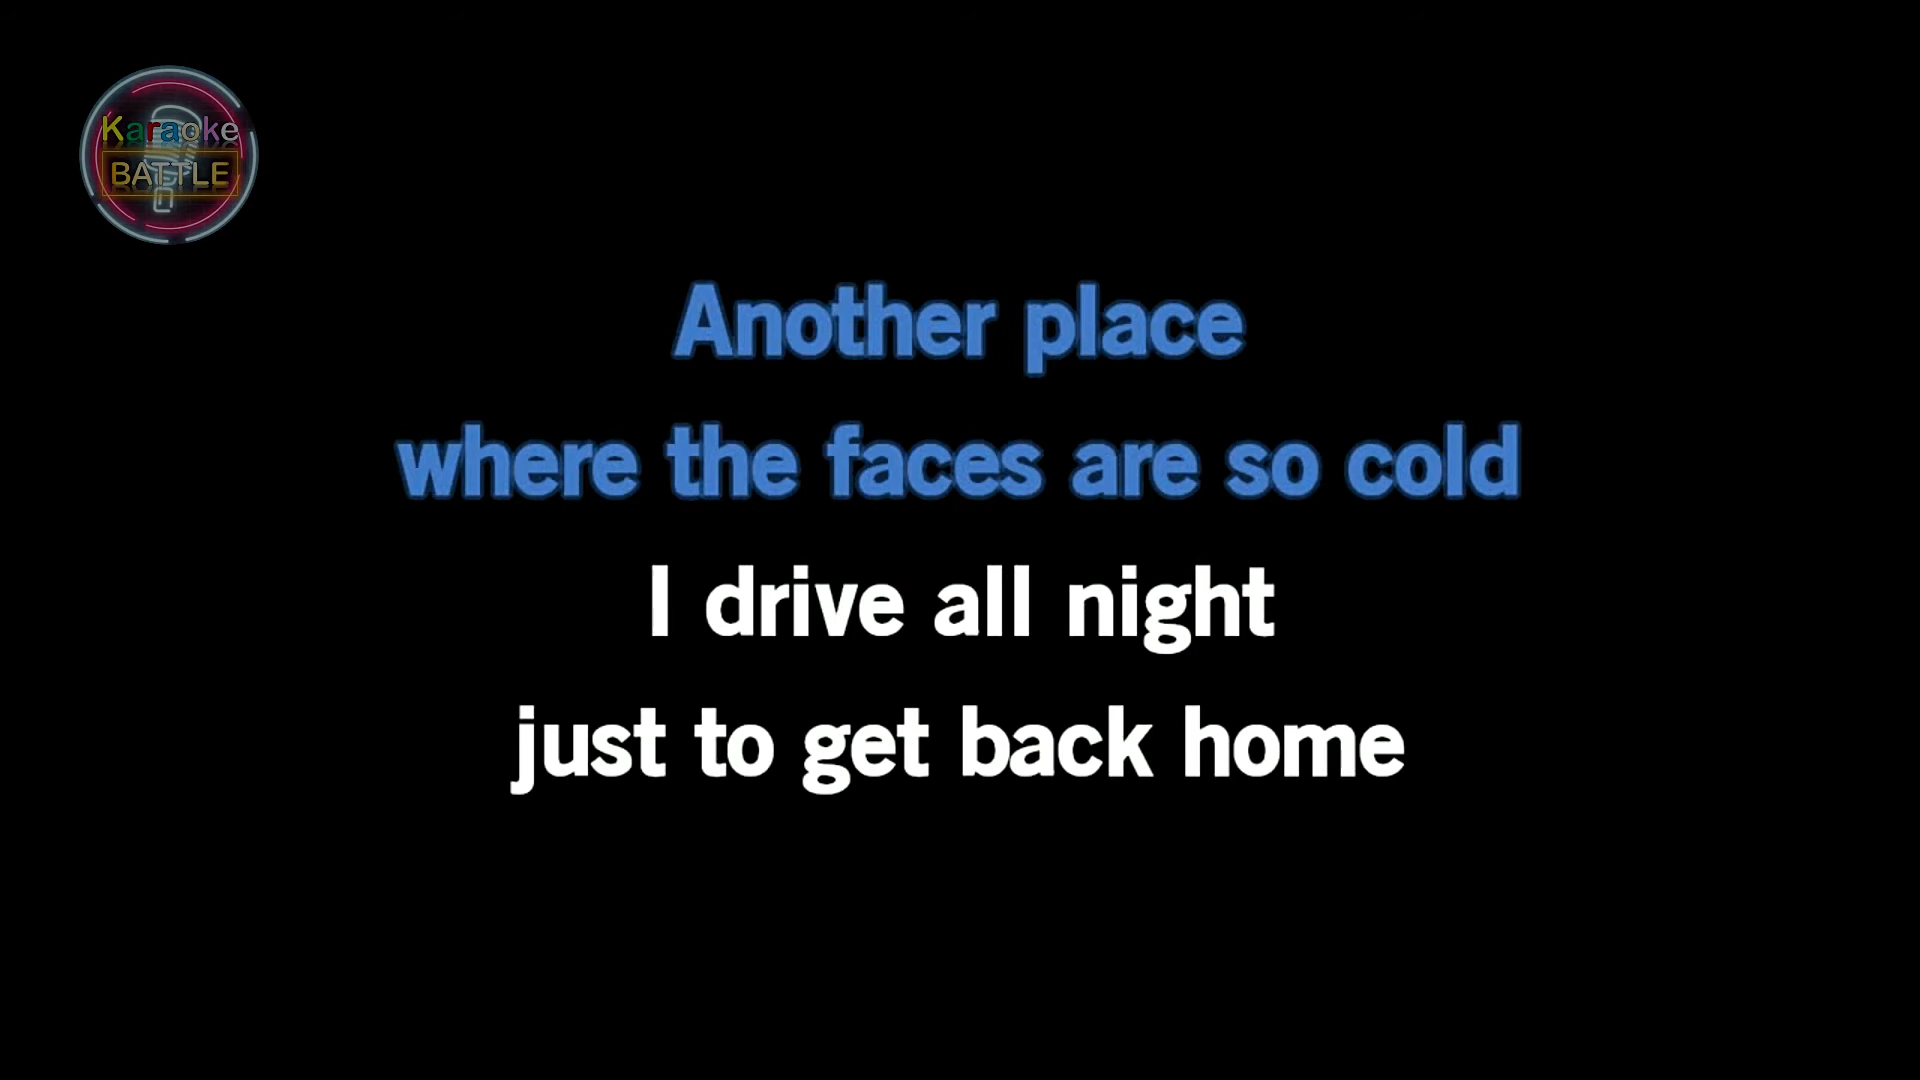 Karaoke
BATTLE
Another place
where the faces are so cold
I drive all night
just to get back home